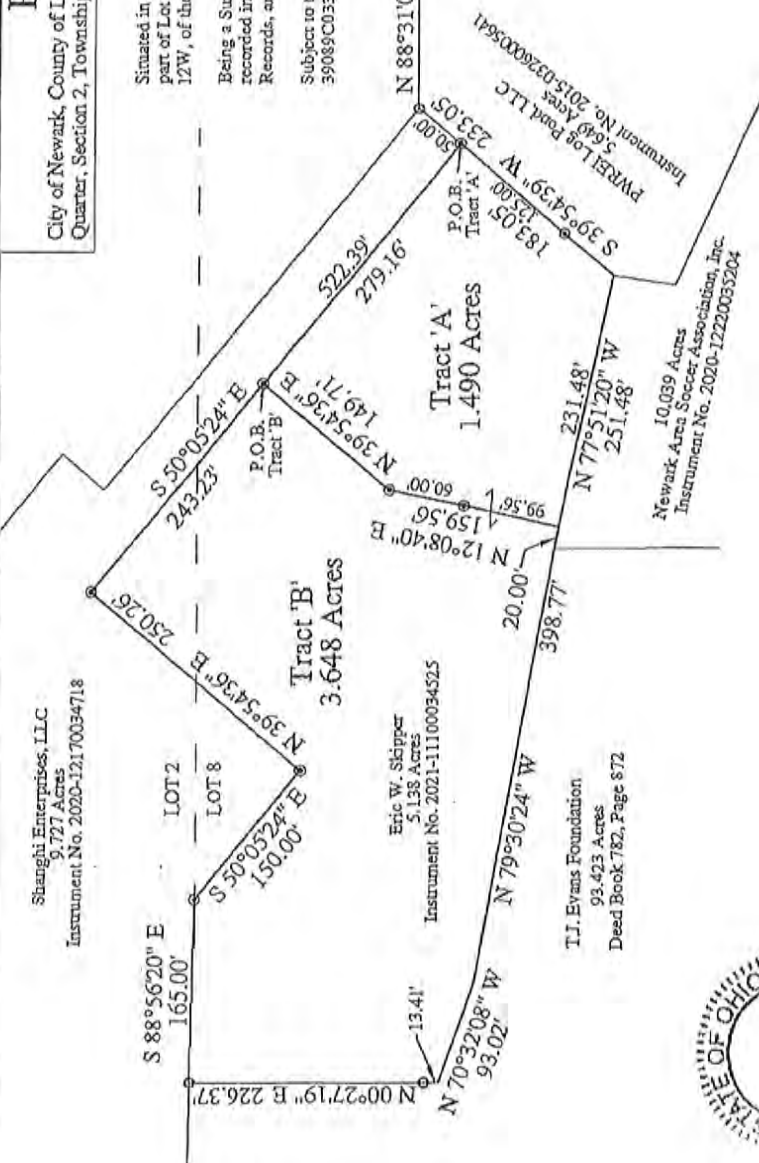 City of Newark, County of L
Quarter, Section 2, Township
Situated in
part of Lot
12W, of the
Being a Su
recorded in
Records, an
Subject to
39089C033
Shanghi Enterprises, LLC
9.727 Acres
Instrument No. 2020-12170034718
LOT 2
LOT 8
S 88°56'20" E
165.00'
S 50°05'24" E
150.00'
N 39°54'36" E
250.26'
S 50°05'24" E
243.23'
522.39'
279.16'
N 88°31'0
50.00'
233.05'
P.O.B.
Tract 'A'
P.O.B.
Tract 'B'
S 39°54'39" W
183.05'
125.00'
PWREI Log Pond, LLC
5.649 Acres
Instrument No. 2015-03260005641
Tract 'A'
1.490 Acres
N 39°54'36" E
149.71'
N 12°08'40" E
159.56'
60.00'
99.56'
231.48'
N 77°51'20" W
251.48'
20.00'
398.77'
Tract 'B'
3.648 Acres
Eric W. Skipper
5.138 Acres
Instrument No. 2021-11100034525
N 79°30'24" W
N 70°32'08" W
93.02'
13.41'
N 00°27'19" E 226.37'
T.J. Evans Foundation
93.423 Acres
Deed Book 782, Page 872
10.039 Acres
Newark Area Soccer Association, Inc.
Instrument No. 2020-12220035204
STATE OF OHIO